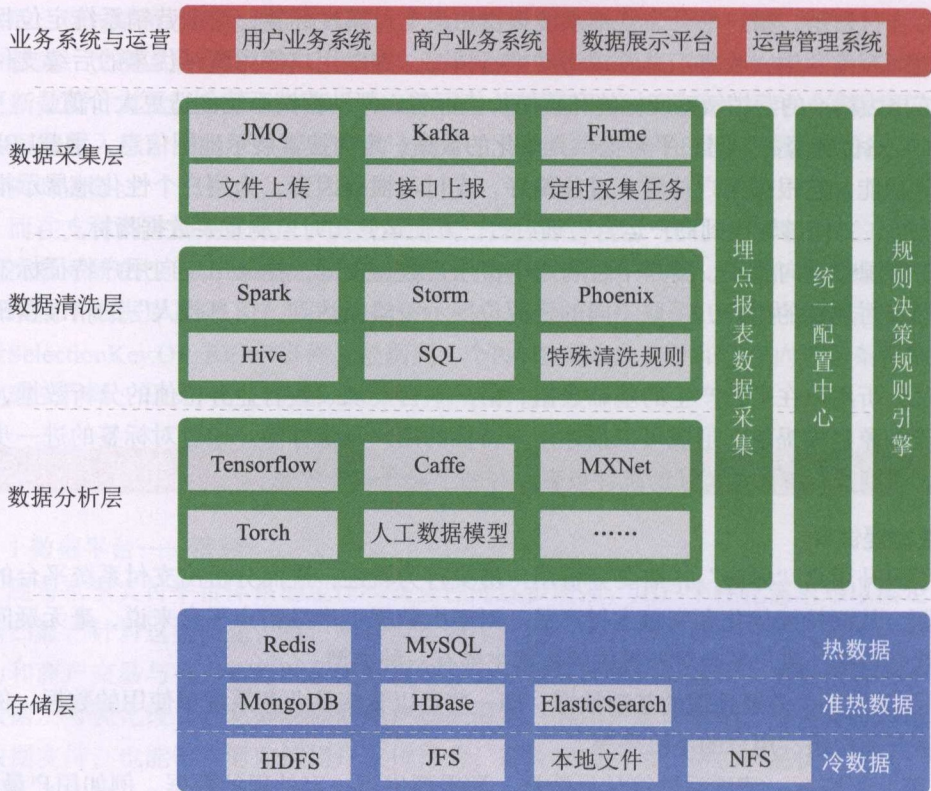 业务系统与运营
用户业务系统 商户业务系统 数据展示平台 运营管理系统
数据采集层
JMQ Kafka Flume
文件上传 接口上报 定时采集任务
数据清洗层
Spark Storm Phoenix
Hive SQL 特殊清洗规则
数据分析层
Tensorflow Caffe MXNet
Torch 人工数据模型 ……
埋点报表数据采集
统一配置中心
规则决策规则引擎
存储层
Redis MySQL 热数据
MongoDB HBase ElasticSearch 准热数据
HDFS JFS 本地文件 NFS 冷数据